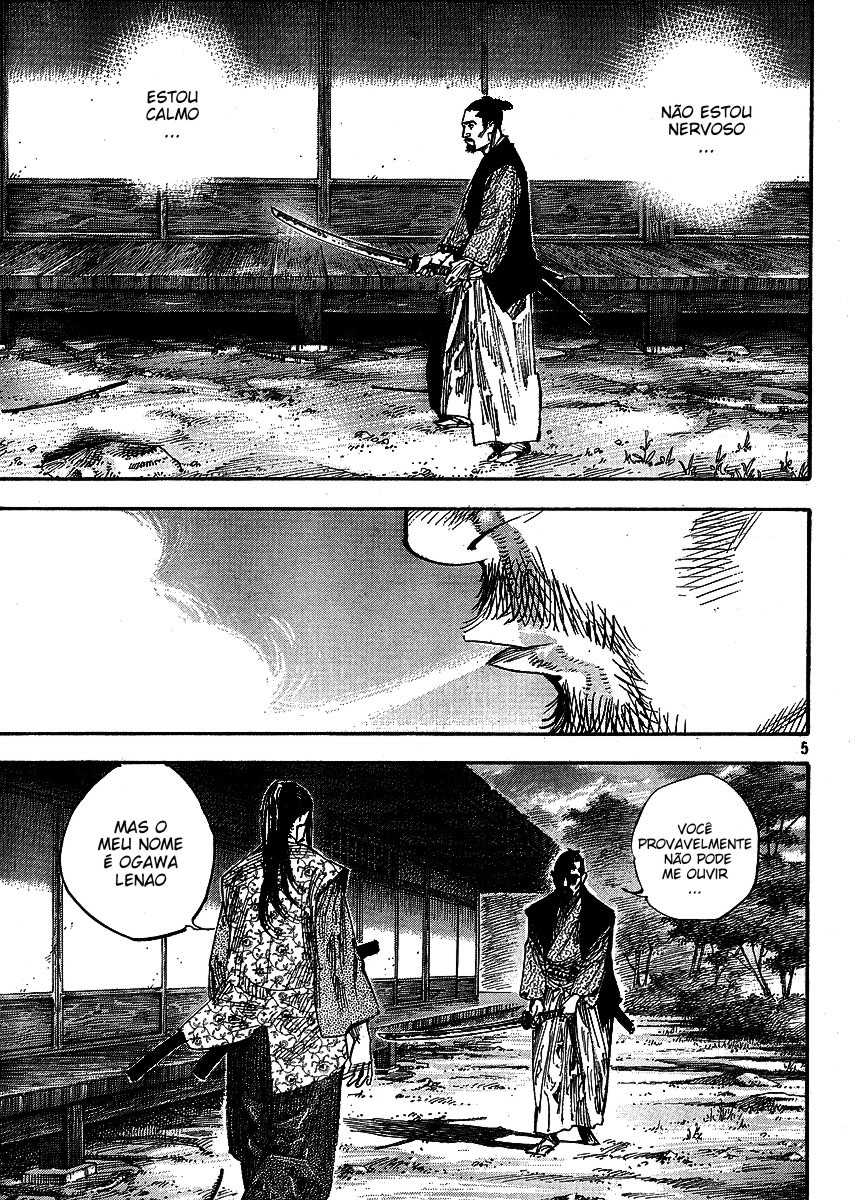 NÃO ESTOU
NERVOSO
...
ESTOU
CALMO
...
5
VOCÊ
PROVAVELMENTE
NÃO PODE
ME OUVIR
...
MAS O
MEU NOME
É OGAWA
LENAO